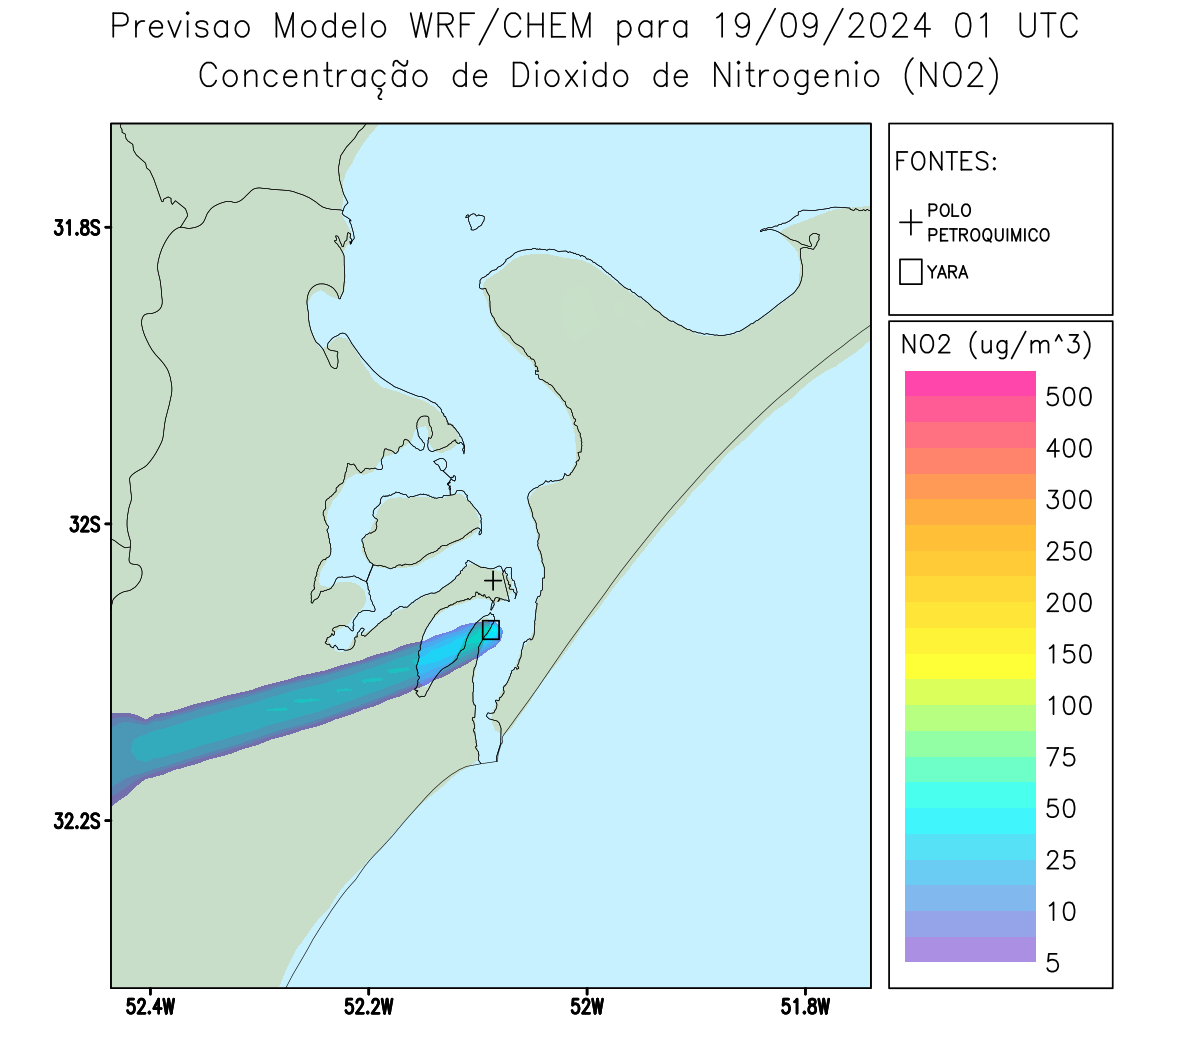 Previsao Modelo WRF/CHEM para 19/09/2024 01 UTC
Concentração de Dioxido de Nitrogenio (NO2)
31.8S
32S
32.2S
52.4W
52.2W
52W
51.8W
FONTES:
POLO
PETROQUIMICO
YARA
NO2 (ug/m^3)
500
400
300
250
200
150
100
75
50
25
10
5